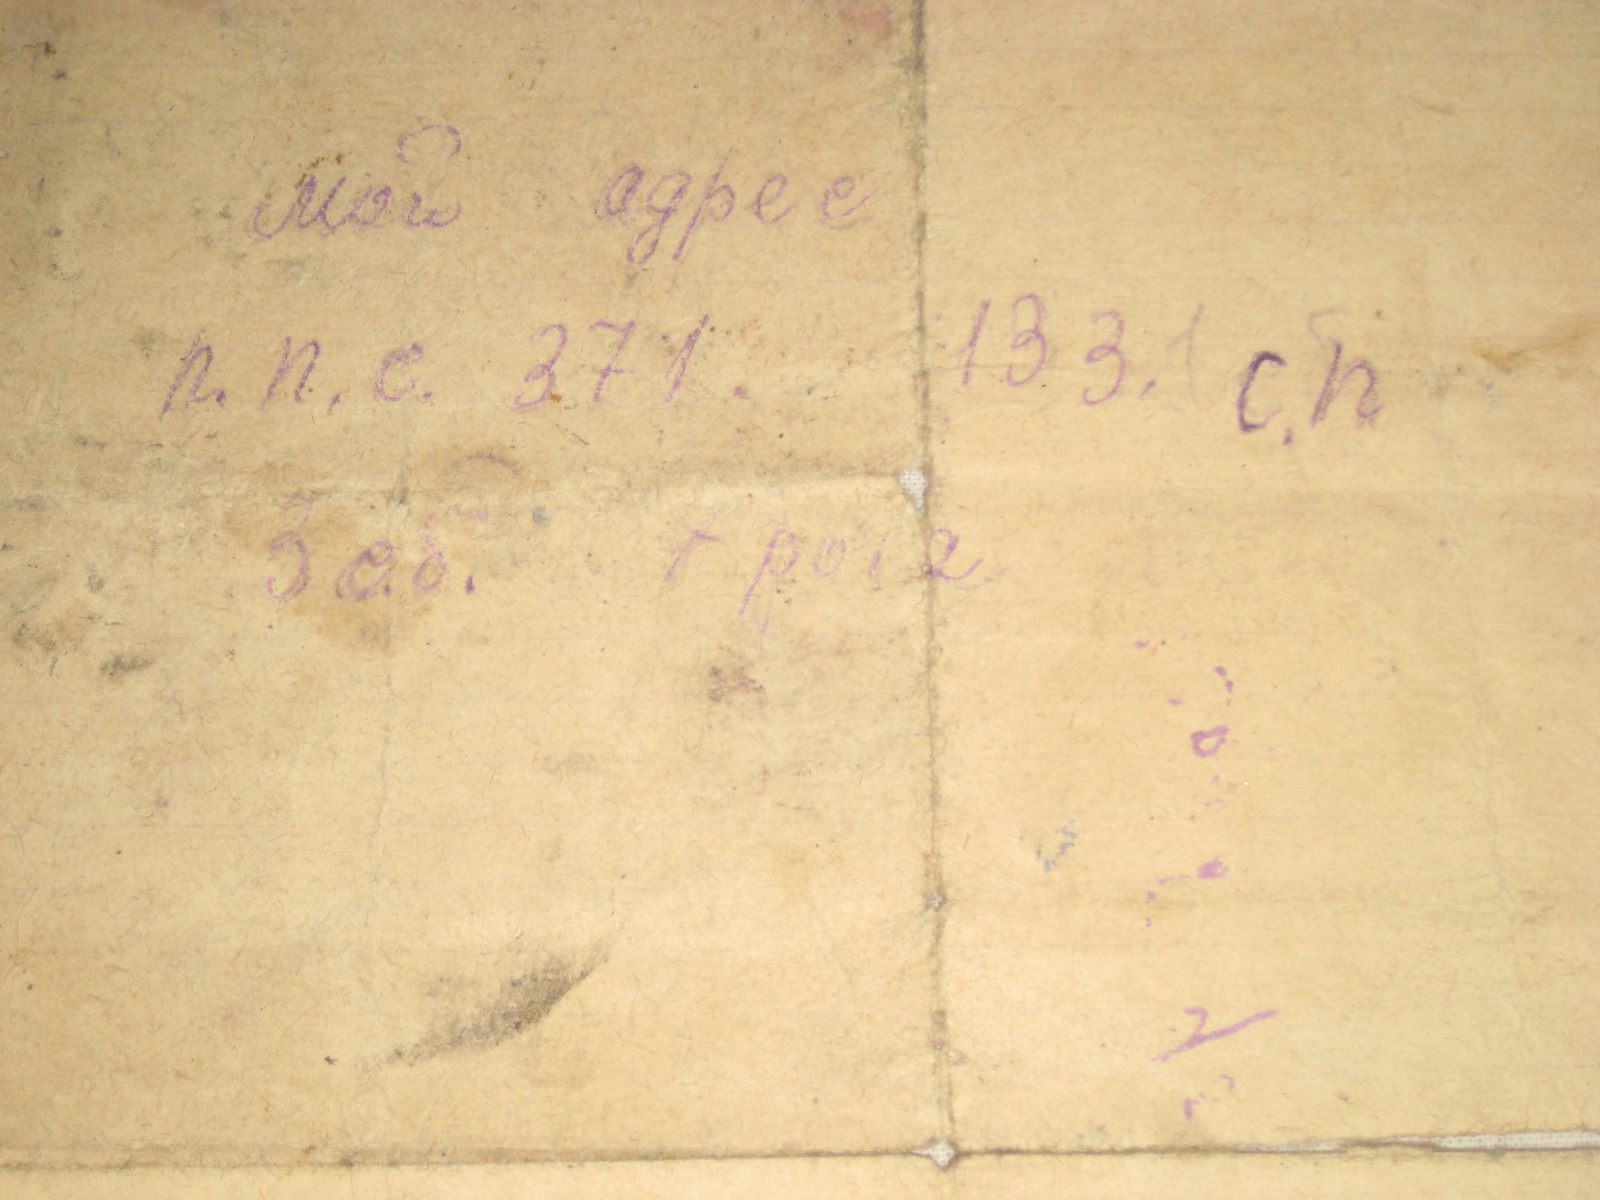 Мой адрес
п.п.с. 371. 133. с.п
3 с.б. 7 рота